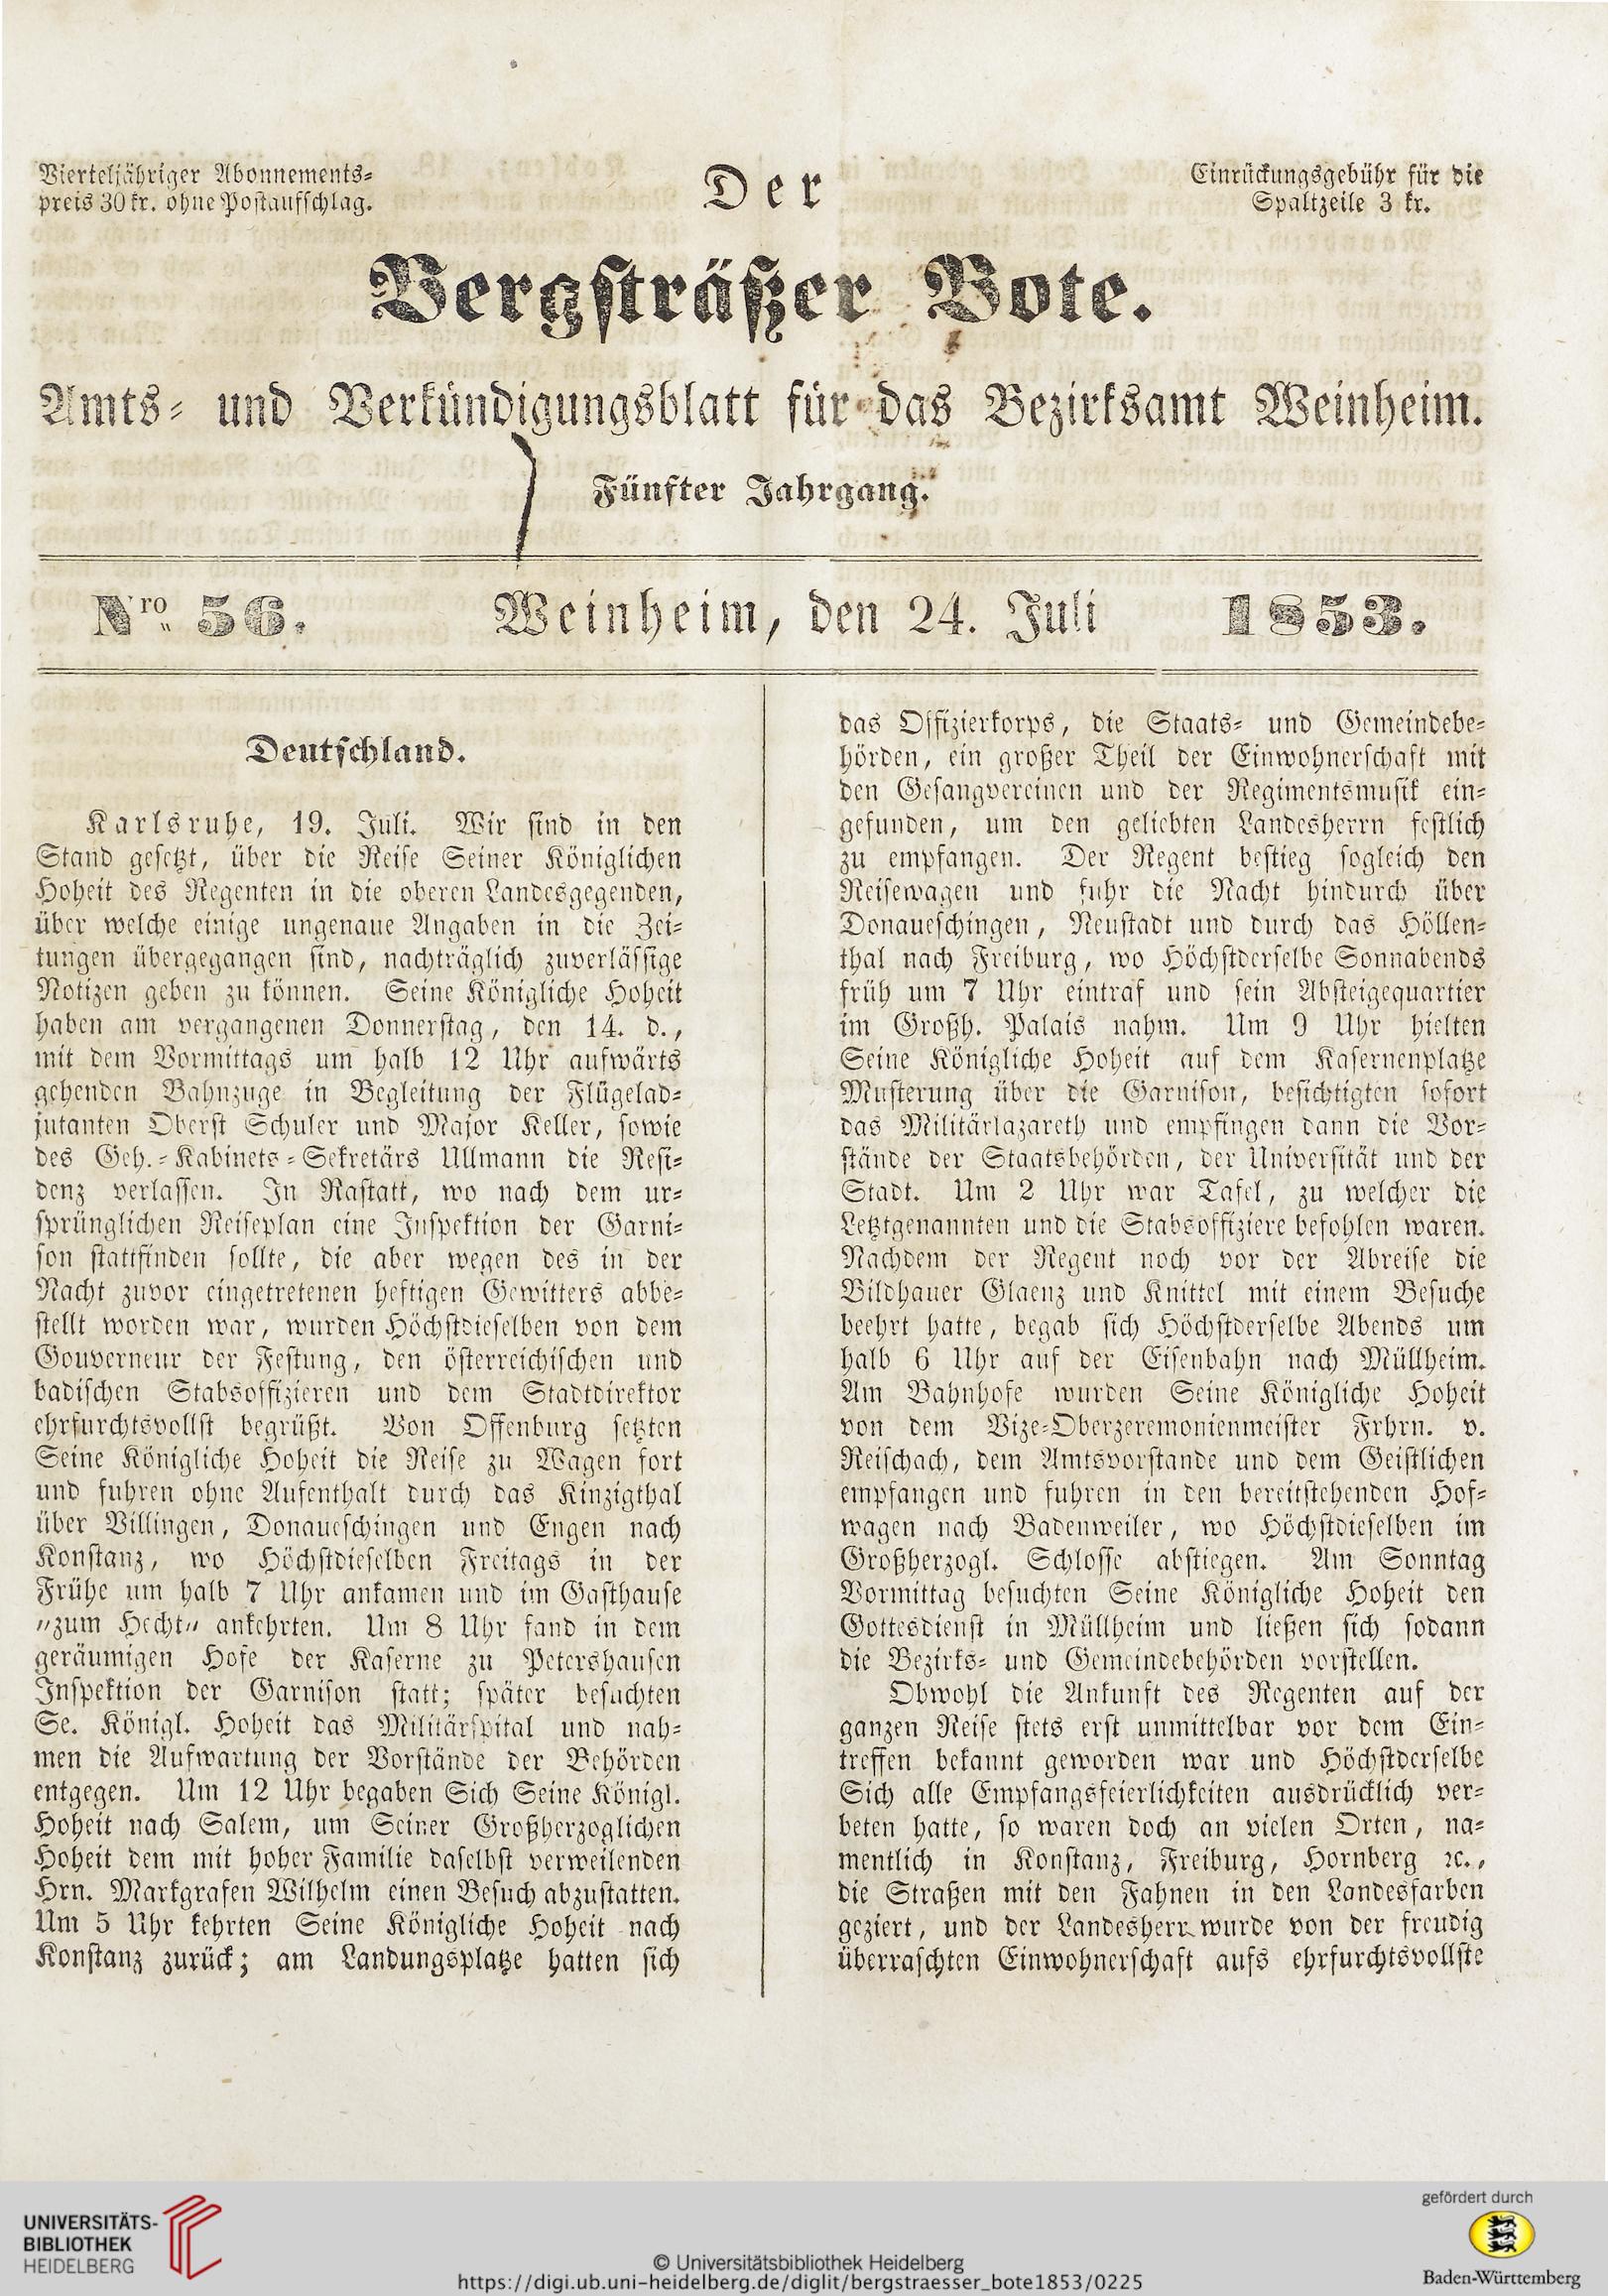 Vierteljähriger Abonnements-
preis 30 kr. ohne Postaufschlag.
Der
Einrückungsgebühr für die
Spaltzeile 3 kr.
Bergsträßer Bote.
Amts- und Verkündigungsblatt für das Bezirksamt Weinheim.
Fünfter Jahrgang.
Nro. 56.
Weinheim, den 24. Juli
1853.
Deutschland.
Karlsruhe, 19. Juli. Wir sind in den
Stand gesetzt, über die Reise Seiner Königlichen
Hoheit des Regenten in die oberen Landesgegenden,
über welche einige ungenaue Angaben in die Zei-
tungen übergegangen sind, nachträglich zuverlässige
Notizen geben zu können. Seine Königliche Hoheit
haben am vergangenen Donnerstag, den 14. d.,
mit dem Vormittags um halb 12 Uhr aufwärts
gehenden Bahnzuge in Begleitung der Flügelad-
jutanten Oberst Schuler und Major Keller, sowie
des Geh.-Kabinets-Sekretärs Ullmann die Resi-
denz verlassen. In Rastatt, wo nach dem ur-
sprünglichen Reiseplan eine Inspektion der Garni-
son stattfinden sollte, die aber wegen des in der
Nacht zuvor eingetretenen heftigen Gewitters abbe-
stellt worden war, wurden Höchstdieselben von dem
Gouverneur der Festung, den österreichischen und
badischen Stabsoffizieren und dem Stadtdirektor
ehrfurchtsvollst begrüßt. Von Offenburg setzten
Seine Königliche Hoheit die Reise zu Wagen fort
und fuhren ohne Aufenthalt durch das Kinzigthal
über Villingen, Donaueschingen und Engen nach
Konstanz, wo Höchstdieselben Freitags in der
Frühe um halb 7 Uhr ankamen und im Gasthause
"zum Hecht" ankehrten. Um 8 Uhr fand in dem
geräumigen Hofe der Kaserne zu Petershausen
Inspektion der Garnison statt; später besuchten
Se. Königl. Hoheit das Militärspital und nah-
men die Aufwartung der Vorstände der Behörden
entgegen. Um 12 Uhr begaben Sich Seine Königl.
Hoheit nach Salem, um Seiner Großherzoglichen
Hoheit dem mit hoher Familie daselbst verweilenden
Hrn. Markgrafen Wilhelm einen Besuch abzustatten.
Um 5 Uhr kehrten Seine Königliche Hoheit nach
Konstanz zurück; am Landungsplatze hatten sich
das Offizierkorps, die Staats- und Gemeindebe-
hörden, ein großer Theil der Einwohnerschaft mit
den Gesangvereinen und der Regimentsmusik ein-
gefunden, um den geliebten Landesherrn festlich
zu empfangen. Der Regent bestieg sogleich den
Reisewagen und fuhr die Nacht hindurch über
Donaueschingen, Neustadt und durch das Höllen-
thal nach Freiburg, wo Höchstderselbe Sonnabends
früh um 7 Uhr eintraf und sein Absteigequartier
im Großh. Palais nahm. Um 9 Uhr hielten
Seine Königliche Hoheit auf dem Kasernenplatze
Musterung über die Garnison, besichtigten sofort
das Militärlazareth und empfingen dann die Vor-
stände der Staatsbehörden, der Universität und der
Stadt. Um 2 Uhr war Tafel, zu welcher die
Letztgenannten und die Stabsoffiziere befohlen waren.
Nachdem der Regent noch vor der Abreise die
Bildhauer Glaenz und Knittel mit einem Besuche
beehrt hatte, begab sich Höchstderselbe Abends um
halb 6 Uhr auf der Eisenbahn nach Müllheim.
Am Bahnhofe wurden Seine Königliche Hoheit
von dem Vize-Oberzeremonienmeister Frhrn. v.
Reischach, dem Amtsvorstande und dem Geistlichen
empfangen und fuhren in den bereitstehenden Hof-
wagen nach Badenweiler, wo Höchstdieselben im
Großherzogl. Schlosse abstiegen. Am Sonntag
Vormittag besuchten Seine Königliche Hoheit den
Gottesdienst in Müllheim und ließen sich sodann
die Bezirks- und Gemeindebehörden vorstellen.
Obwohl die Ankunft des Regenten auf der
ganzen Reise stets erst unmittelbar vor dem Ein-
treffen bekannt geworden war und Höchstderselbe
Sich alle Empfangsfeierlichkeiten ausdrücklich ver-
beten hatte, so waren doch an vielen Orten, na-
mentlich in Konstanz, Freiburg, Hornberg ꝛc.,
die Straßen mit den Fahnen in den Landesfarben
geziert, und der Landesherr wurde von der freudig
überraschten Einwohnerschaft aufs ehrfurchtsvollste
UNIVERSITÄTS-
BIBLIOTHEK
HEIDELBERG
© Universitätsbibliothek Heidelberg
https://digi.ub.uni-heidelberg.de/diglit/bergstraesser_bote1853/0225
gefördert durch
Baden-Württemberg